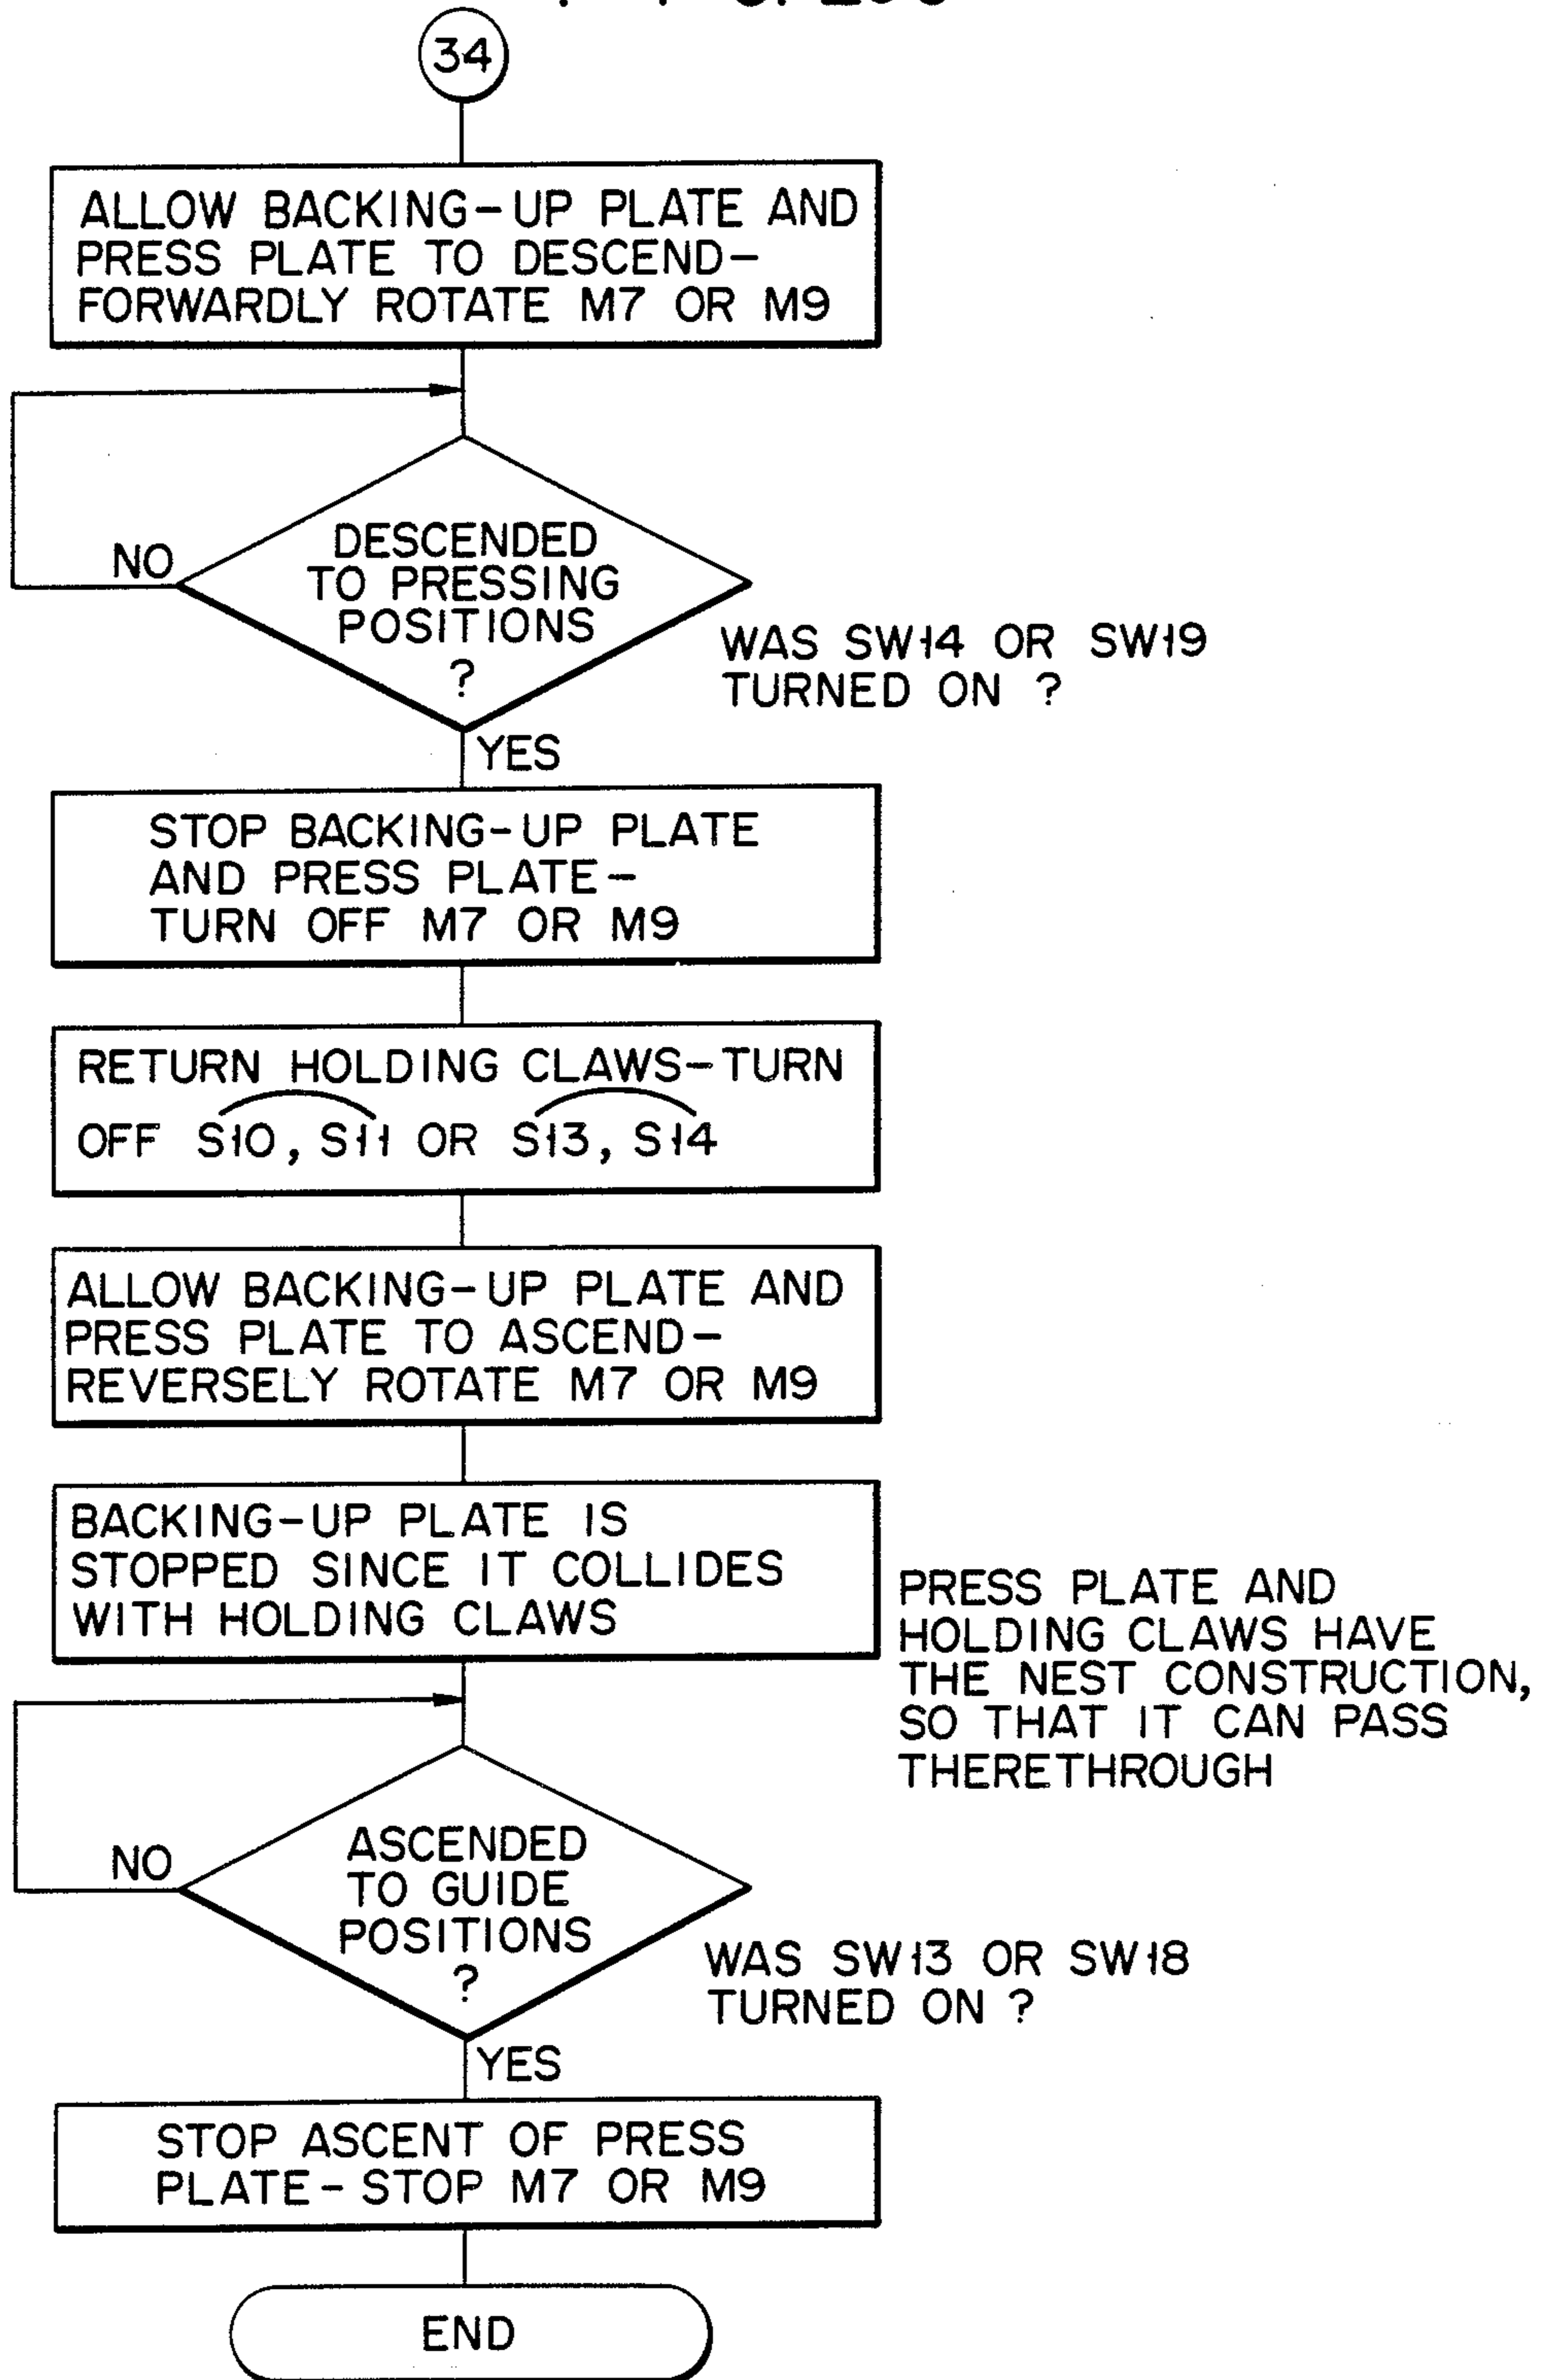 34
ALLOW BACKING-UP PLATE AND
PRESS PLATE TO DESCEND-
FORWARDLY ROTATE M7 OR M9
NO
DESCENDED
TO PRESSING
POSITIONS
?
WAS SW14 OR SW19
TURNED ON ?
YES
STOP BACKING-UP PLATE
AND PRESS PLATE-
TURN OFF M7 OR M9
RETURN HOLDING CLAWS-TURN
OFF S10, S11 OR S13, S14
ALLOW BACKING-UP PLATE AND
PRESS PLATE TO ASCEND-
REVERSELY ROTATE M7 OR M9
BACKING-UP PLATE IS
STOPPED SINCE IT COLLIDES
WITH HOLDING CLAWS
PRESS PLATE AND
HOLDING CLAWS HAVE
THE NEST CONSTRUCTION,
SO THAT IT CAN PASS
THERETHROUGH
NO
ASCENDED
TO GUIDE
POSITIONS
?
WAS SW13 OR SW18
TURNED ON ?
YES
STOP ASCENT OF PRESS
PLATE-STOP M7 OR M9
END